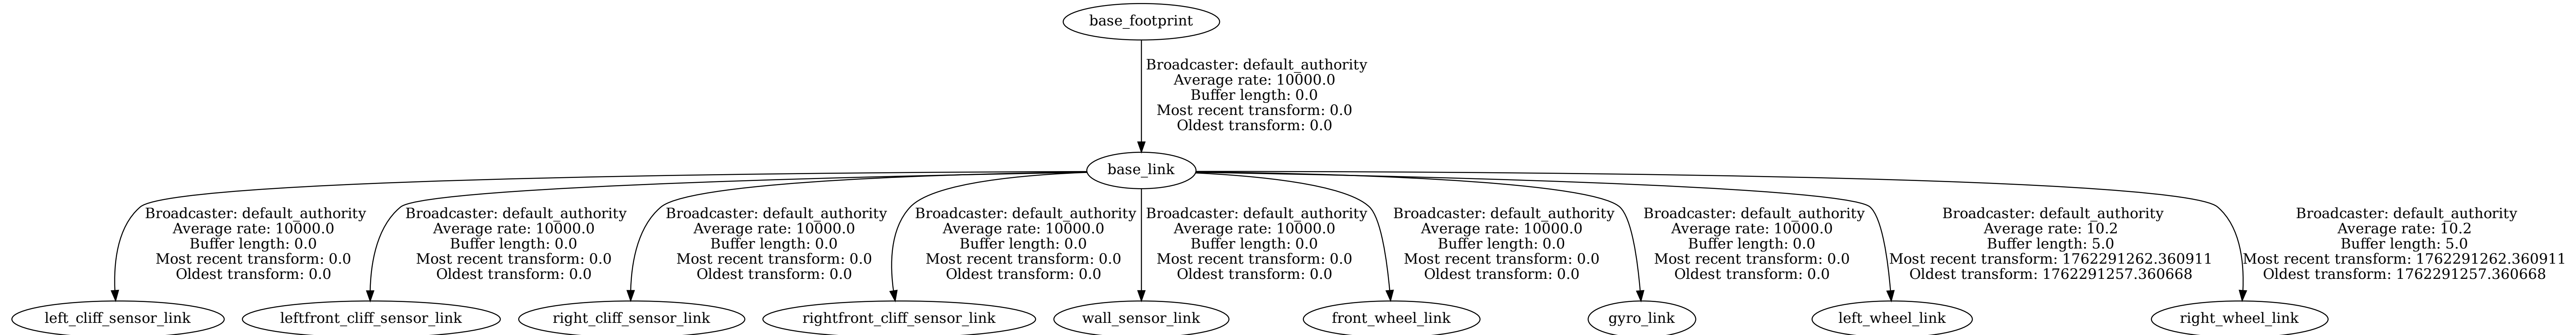 base_footprint
Broadcaster: default_authority
Average rate: 10000.0
Buffer length: 0.0
Most recent transform: 0.0
Oldest transform: 0.0
base_link
Broadcaster: default_authority
Average rate: 10000.0
Buffer length: 0.0
Most recent transform: 0.0
Oldest transform: 0.0
Broadcaster: default_authority
Average rate: 10000.0
Buffer length: 0.0
Most recent transform: 0.0
Oldest transform: 0.0
Broadcaster: default_authority
Average rate: 10000.0
Buffer length: 0.0
Most recent transform: 0.0
Oldest transform: 0.0
Broadcaster: default_authority
Average rate: 10000.0
Buffer length: 0.0
Most recent transform: 0.0
Oldest transform: 0.0
Broadcaster: default_authority
Average rate: 10000.0
Buffer length: 0.0
Most recent transform: 0.0
Oldest transform: 0.0
Broadcaster: default_authority
Average rate: 10000.0
Buffer length: 0.0
Most recent transform: 0.0
Oldest transform: 0.0
Broadcaster: default_authority
Average rate: 10000.0
Buffer length: 0.0
Most recent transform: 0.0
Oldest transform: 0.0
Broadcaster: default_authority
Average rate: 10.2
Buffer length: 5.0
Most recent transform: 1762291262.360911
Oldest transform: 1762291257.360668
Broadcaster: default_authority
Average rate: 10.2
Buffer length: 5.0
Most recent transform: 1762291262.360911
Oldest transform: 1762291257.360668
left_cliff_sensor_link
leftfront_cliff_sensor_link
right_cliff_sensor_link
rightfront_cliff_sensor_link
wall_sensor_link
front_wheel_link
gyro_link
left_wheel_link
right_wheel_link